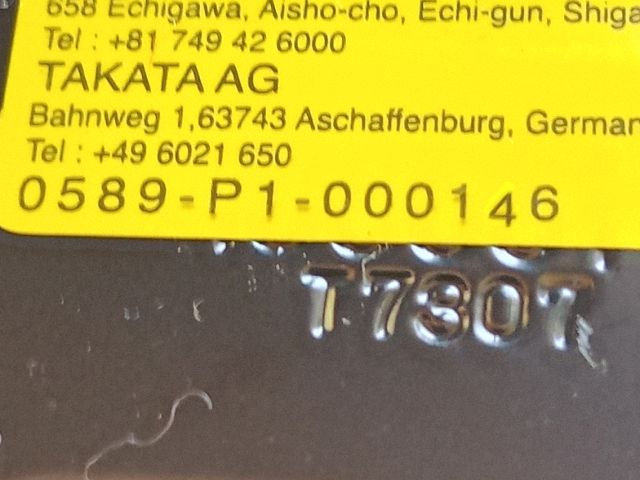 658 Echigawa, Aisho-cho, Echi-gun, Shiga
Tel : +81 749 42 6000
TAKATA AG
Bahnweg 1,63743 Aschaffenburg, German
Tel : +49 6021 650
0589-P1-000146
T7307